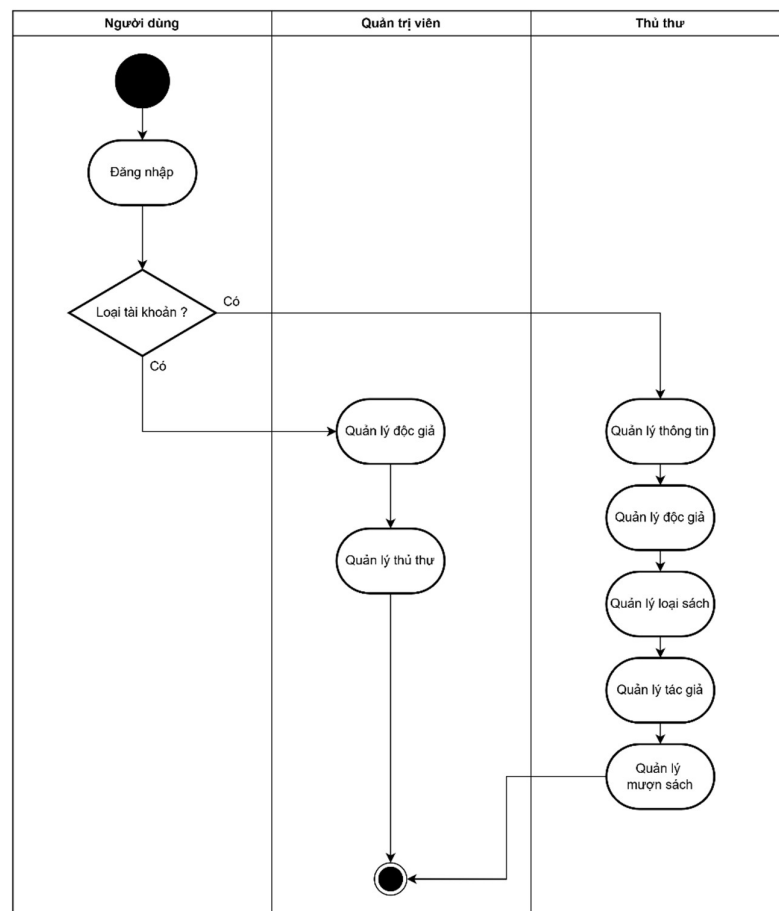 Người dùng
Quản trị viên
Thủ thư
Đăng nhập
Loại tài khoản ?
Có
Có
Quản lý độc giả
Quản lý thông tin
Quản lý độc giả
Quản lý thủ thư
Quản lý loại sách
Quản lý tác giả
Quản lý
mượn sách